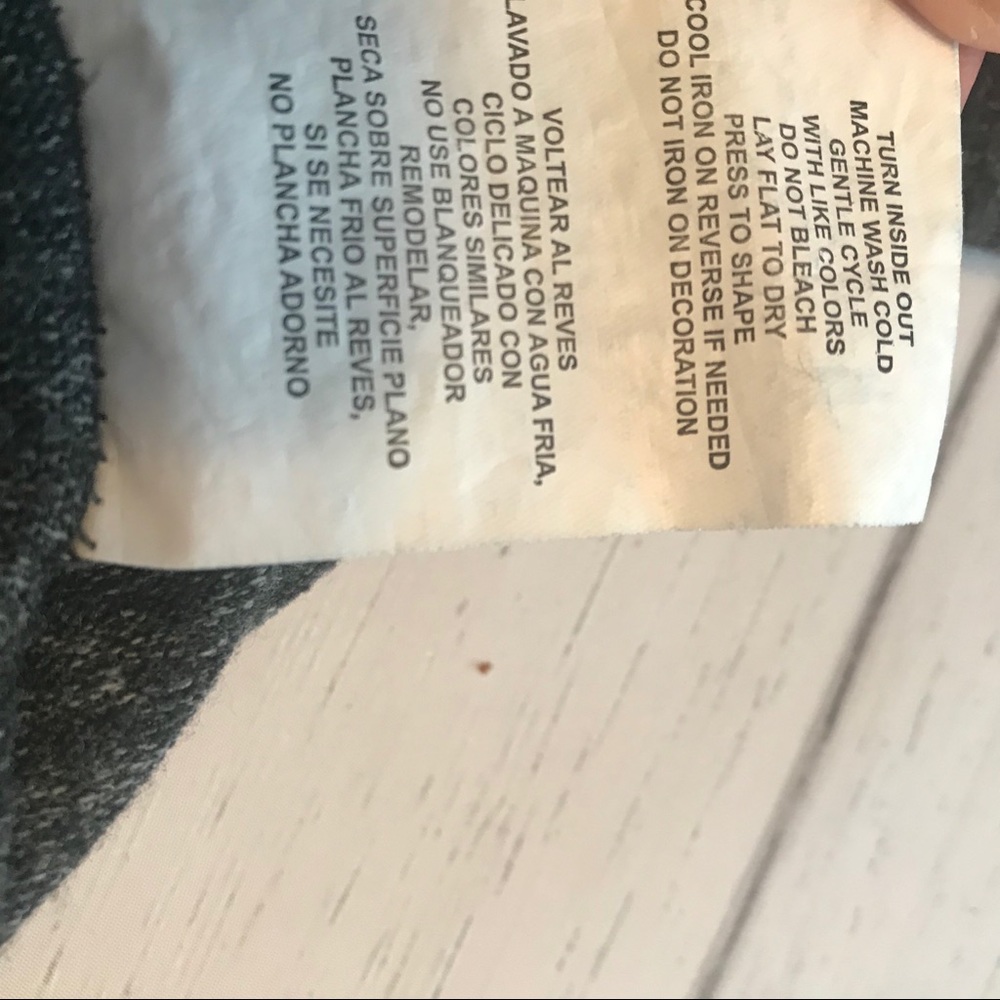 TURN INSIDE OUT
MACHINE WASH COLD
GENTLE CYCLE
WITH LIKE COLORS
DO NOT BLEACH
LAY FLAT TO DRY
PRESS TO SHAPE
COOL IRON ON REVERSE IF NEEDED
DO NOT IRON ON DECORATION
VOLTEAR AL REVES
LAVADO A MAQUINA CON AGUA FRIA,
CICLO DELICADO CON
COLORES SIMILARES
NO USE BLANQUEADOR
REMODELAR,
SECA SOBRE SUPERFICIE PLANO
PLANCHA FRIO AL REVES,
SI SE NECESITE
NO PLANCHA ADORNO